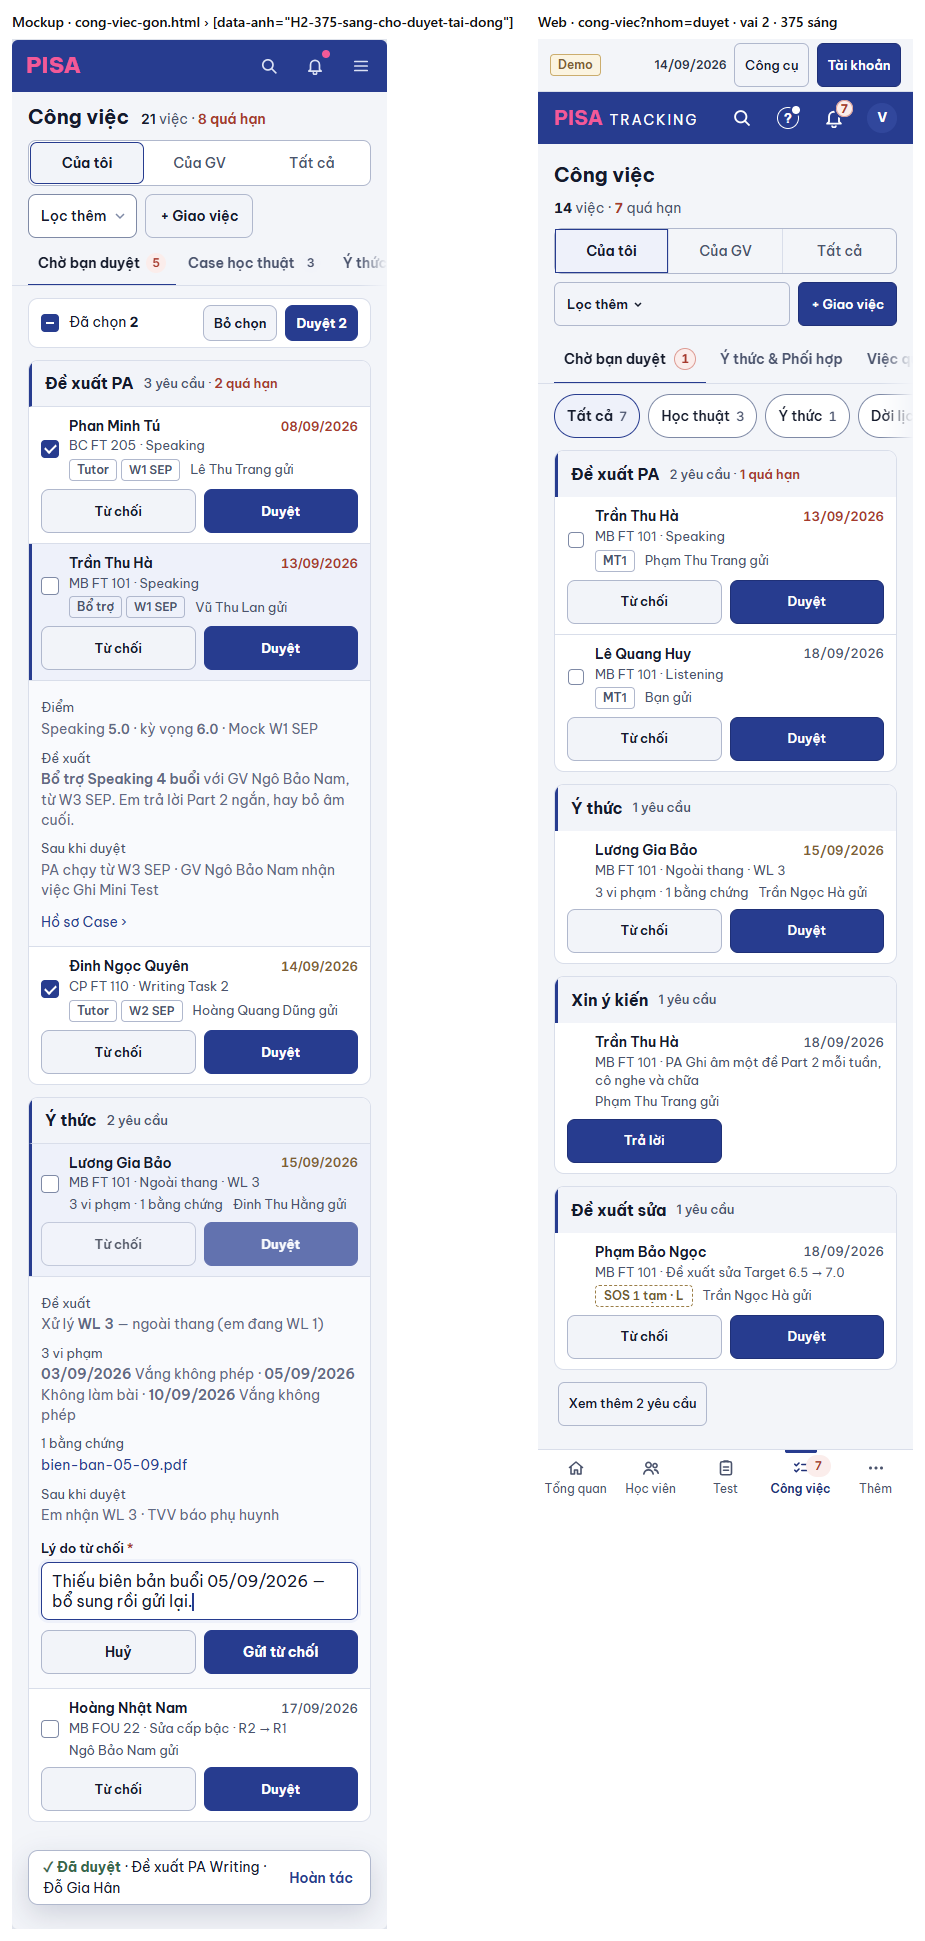 Mockup · cong-viec-gon.html › [data-anh="H2-375-sang-cho-duyet-tai-dong"]
PISA
Công việc 21 việc · 8 quá hạn
Của tôi Của GV Tất cả
Lọc thêm + Giao việc
Chờ bạn duyệt 5 Case học thuật 3 Ý thức
Đã chọn 2 Bỏ chọn Duyệt 2
Đề xuất PA 3 yêu cầu · 2 quá hạn
Phan Minh Tú 08/09/2026
BC FT 205 · Speaking
Tutor W1 SEP Lê Thu Trang gửi
Từ chối Duyệt
Trần Thu Hà 13/09/2026
MB FT 101 · Speaking
Bổ trợ W1 SEP Vũ Thu Lan gửi
Từ chối Duyệt
Điểm
Speaking 5.0 · kỳ vọng 6.0 · Mock W1 SEP
Đề xuất
Bổ trợ Speaking 4 buổi với GV Ngô Bảo Nam,
từ W3 SEP. Em trả lời Part 2 ngắn, hay bỏ âm
cuối.
Sau khi duyệt
PA chạy từ W3 SEP · GV Ngô Bảo Nam nhận
việc Ghi Mini Test
Hồ sơ Case ›
Đinh Ngọc Quyên 14/09/2026
CP FT 110 · Writing Task 2
Tutor W2 SEP Hoàng Quang Dũng gửi
Từ chối Duyệt
Ý thức 2 yêu cầu
Lương Gia Bảo 15/09/2026
MB FT 101 · Ngoài thang · WL 3
3 vi phạm · 1 bằng chứng Đinh Thu Hằng gửi
Từ chối Duyệt
Đề xuất
Xử lý WL 3 — ngoài thang (em đang WL 1)
3 vi phạm
03/09/2026 Vắng không phép · 05/09/2026
Không làm bài · 10/09/2026 Vắng không
phép
1 bằng chứng
bien-ban-05-09.pdf
Sau khi duyệt
Em nhận WL 3 · TVV báo phụ huynh
Lý do từ chối *
Thiếu biên bản buổi 05/09/2026 —
bổ sung rồi gửi lại.
Huỷ Gửi từ chối
Hoàng Nhật Nam 17/09/2026
MB FOU 22 · Sửa cấp bậc · R2 → R1
Ngô Bảo Nam gửi
Từ chối Duyệt
✓ Đã duyệt · Đề xuất PA Writing ·
Đỗ Gia Hân
Hoàn tác
Web · cong-viec?nhom=duyet · vai 2 · 375 sáng
Demo 14/09/2026 Công cụ Tài khoản
PISA TRACKING ? 7 V
Công việc
14 việc · 7 quá hạn
Của tôi Của GV Tất cả
Lọc thêm + Giao việc
Chờ bạn duyệt 1 Ý thức & Phối hợp Việc
Tất cả 7 Học thuật 3 Ý thức 1 Dời
Đề xuất PA 2 yêu cầu · 1 quá hạn
Trần Thu Hà 13/09/2026
MB FT 101 · Speaking
MT1 Phạm Thu Trang gửi
Từ chối Duyệt
Lê Quang Huy 18/09/2026
MB FT 101 · Listening
MT1 Bạn gửi
Từ chối Duyệt
Ý thức 1 yêu cầu
Lương Gia Bảo 15/09/2026
MB FT 101 · Ngoài thang · WL 3
3 vi phạm · 1 bằng chứng Trần Ngọc Hà gửi
Từ chối Duyệt
Xin ý kiến 1 yêu cầu
Trần Thu Hà 18/09/2026
MB FT 101 · PA Ghi âm một đề Part 2 mỗi tuần,
cô nghe và chữa
Phạm Thu Trang gửi
Trả lời
Đề xuất sửa 1 yêu cầu
Phạm Bảo Ngọc 18/09/2026
MB FT 101 · Đề xuất sửa Target 6.5 → 7.0
SOS 1 tạm · L Trần Ngọc Hà gửi
Từ chối Duyệt
Xem thêm 2 yêu cầu
7
Tổng quan Học viên Test Công việc Thêm